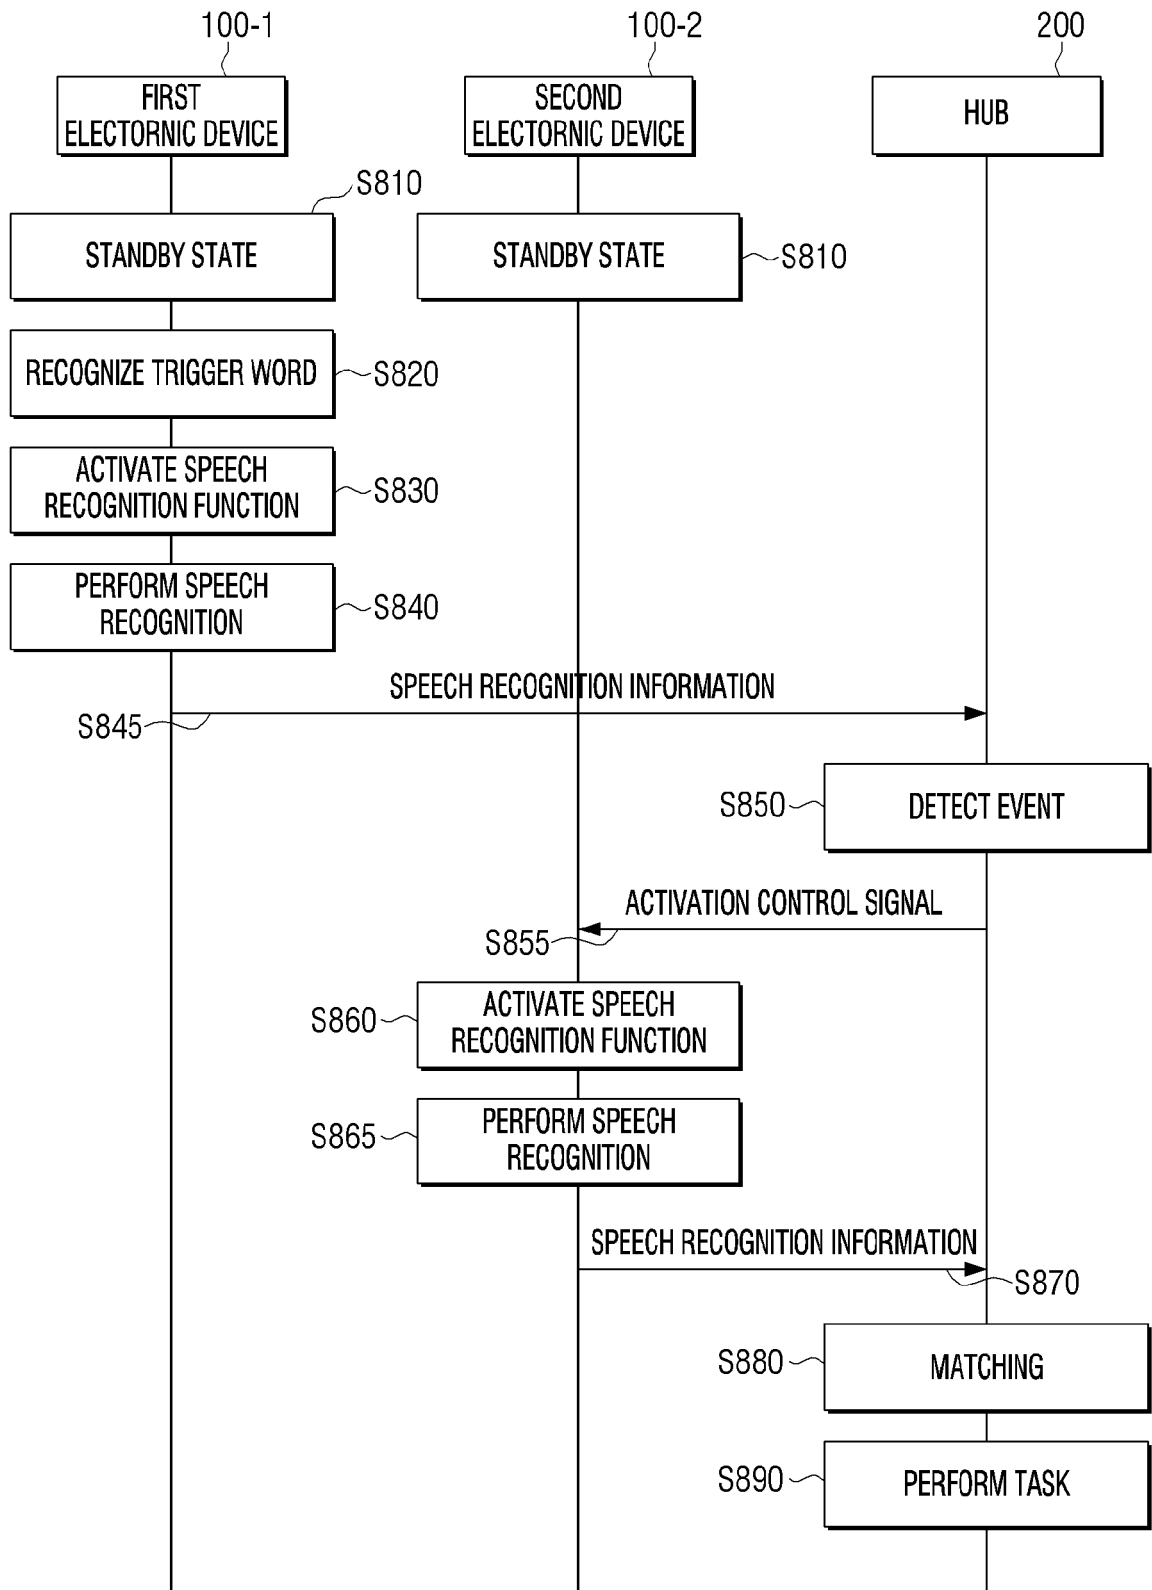 100-1
100-2
200
FIRST
ELECTORNIC DEVICE
SECOND
ELECTORNIC DEVICE
HUB
S810
STANDBY STATE
STANDBY STATE
S810
RECOGNIZE TRIGGER WORD
S820
ACTIVATE SPEECH
RECOGNITION FUNCTION
S830
PERFORM SPEECH
RECOGNITION
S840
SPEECH RECOGNITION INFORMATION
S845
S850
DETECT EVENT
ACTIVATION CONTROL SIGNAL
S855
S860
ACTIVATE SPEECH
RECOGNITION FUNCTION
S865
PERFORM SPEECH
RECOGNITION
SPEECH RECOGNITION INFORMATION
S870
S880
MATCHING
S890
PERFORM TASK